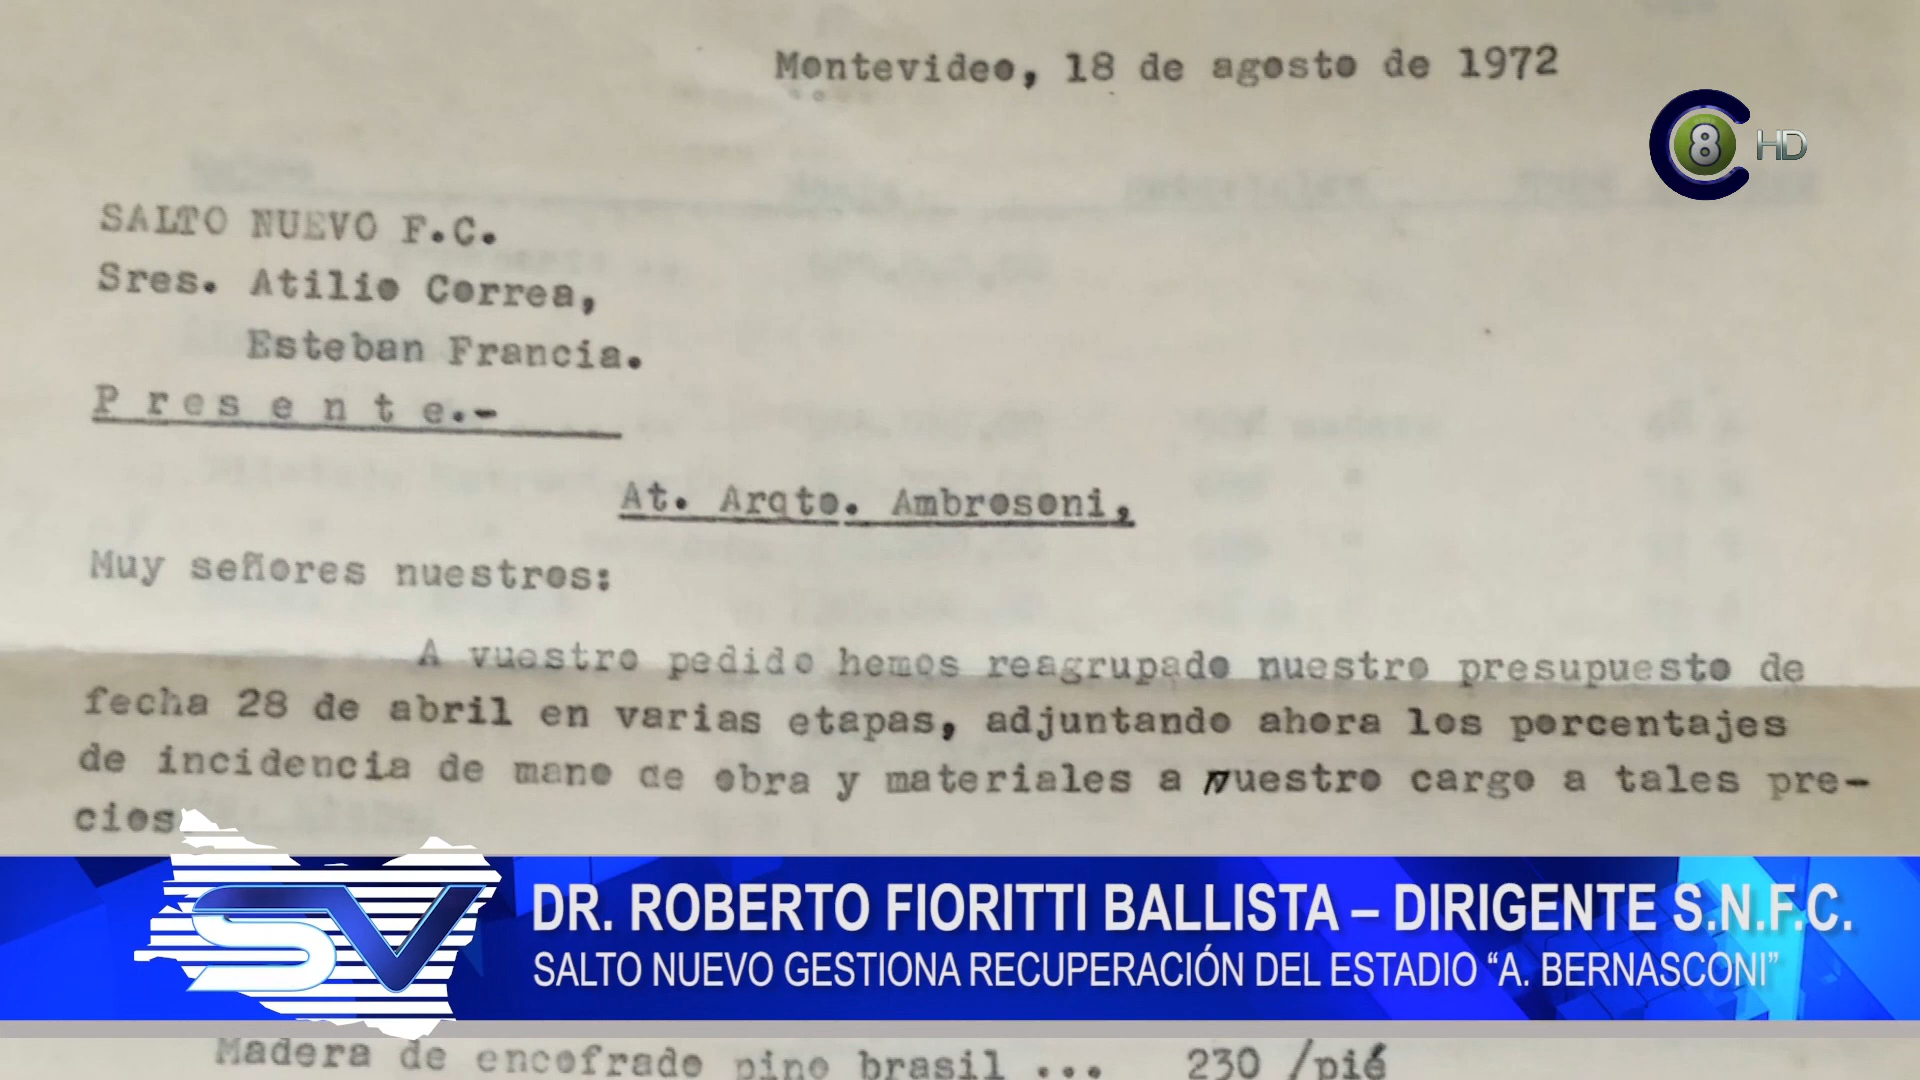 Montevideo, 18 de agosto de 1972
C 8 HD
SALTO NUEVO F.C.
Sres. Atilio Correa,
Esteban Francia.
P r e s e n t e.-
At. Arqto. Ambrosoni,
Muy señores nuestros:
A vuestro pedido hemos reagrupado nuestro presupuesto de
fecha 28 de abril en varias etapas, adjuntando ahora los porcentajes
de incidencia de mano de obra y materiales a nuestro cargo a tales pre-
cios
SV
DR. ROBERTO FIORITTI BALLISTA – DIRIGENTE S.N.F.C.
SALTO NUEVO GESTIONA RECUPERACIÓN DEL ESTADIO “A. BERNASCONI”
Madera de encofrado pino brasil ... 230 /pié